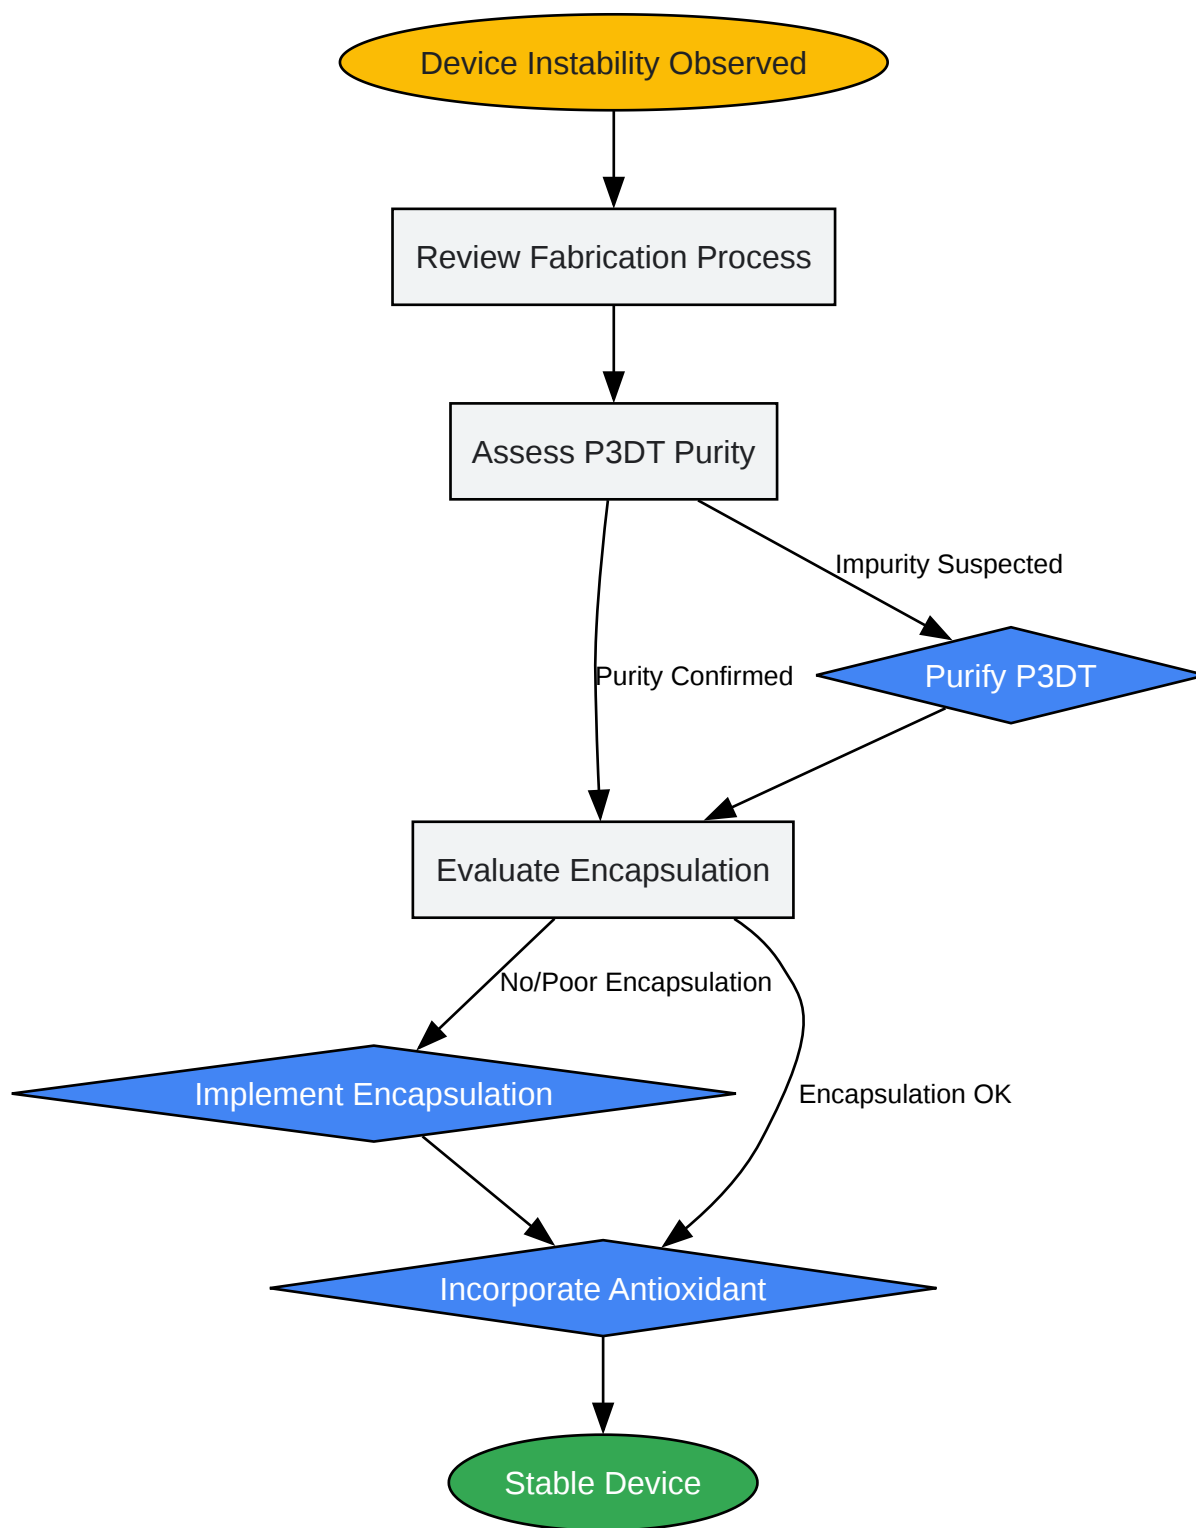 Device Instability Observed
Review Fabrication Process
Assess P3DT Purity
Impurity Suspected
Purity Confirmed
Purify P3DT
Evaluate Encapsulation
No/Poor Encapsulation
Implement Encapsulation
Encapsulation OK
Incorporate Antioxidant
Stable Device